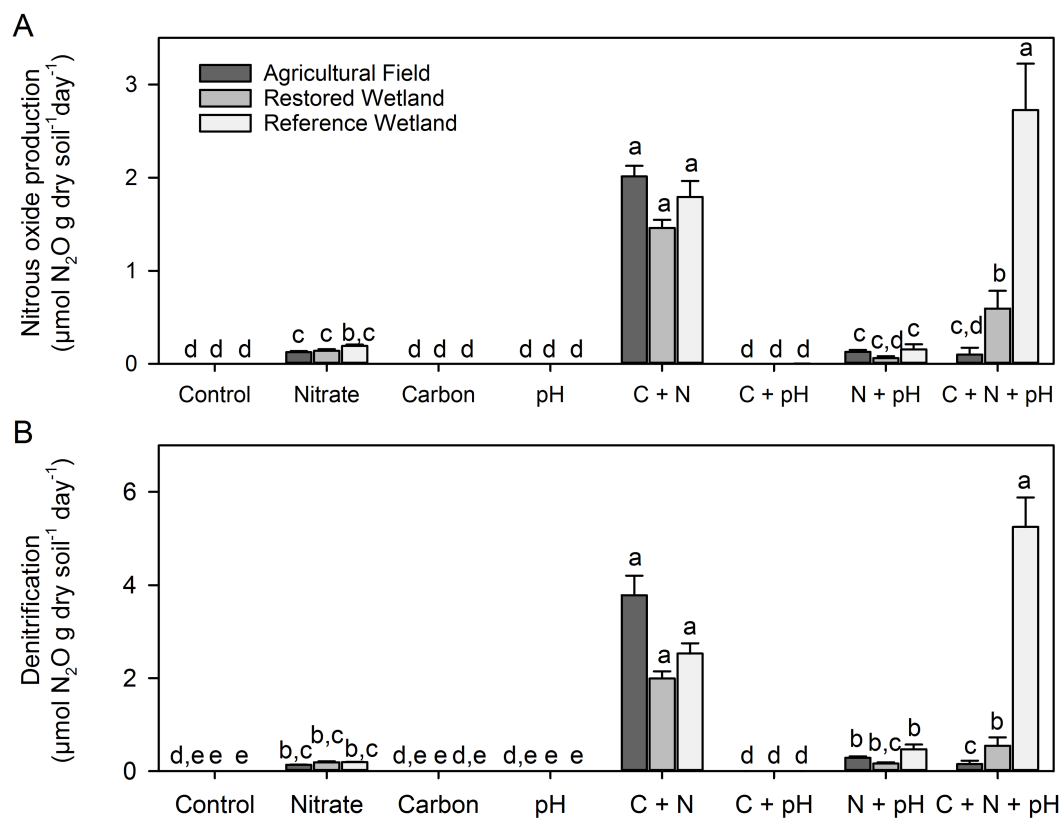 A
Nitrous oxide production
(µmol N₂O g dry soil⁻¹day⁻¹)
3
2
1
0
Agricultural Field
Restored Wetland
Reference Wetland
d d d
c c b,c
d d d
d d d
a a a
d d d
c c,d c
c,d b a
Control Nitrate Carbon pH C + N C + pH N + pH C + N + pH
B
Denitrification
(µmol N₂O g dry soil⁻¹ day⁻¹)
6
4
2
0
d,e e e
b,c b,c b,c
d,e e d,e
d,e e e
a a a
d d d
b b,c b
c b a
Control Nitrate Carbon pH C + N C + pH N + pH C + N + pH